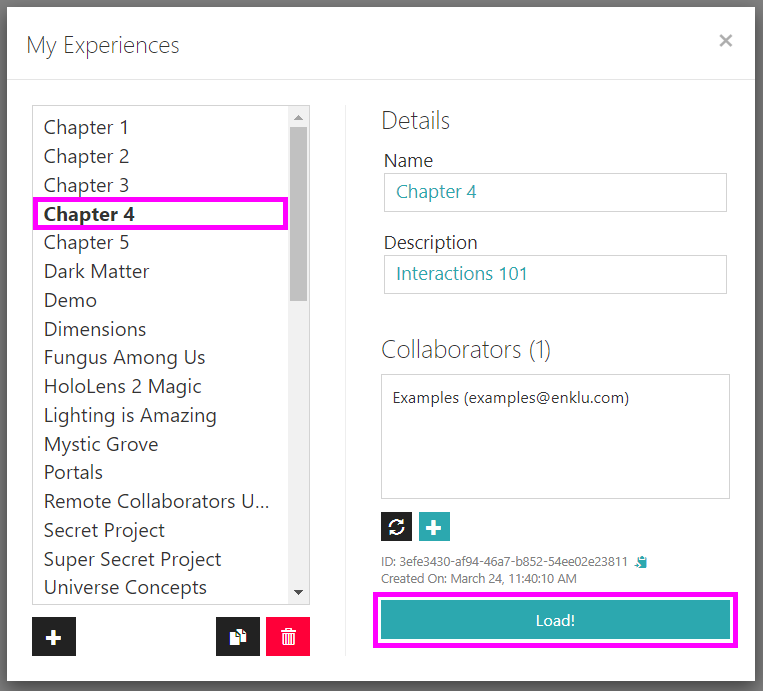 My Experiences
Chapter 1
Chapter 2
Chapter 3
Chapter 4
Chapter 5
Dark Matter
Demo
Dimensions
Fungus Among Us
HoloLens 2 Magic
Lighting is Amazing
Mystic Grove
Portals
Remote Collaborators U...
Secret Project
Super Secret Project
Universe Concepts
Details
Name
Chapter 4
Description
Interactions 101
Collaborators (1)
Examples (examples@enklu.com)
ID: 3efe3430-af94-46a7-b852-54ee02e23811
Created On: March 24, 11:40:10 AM
Load!